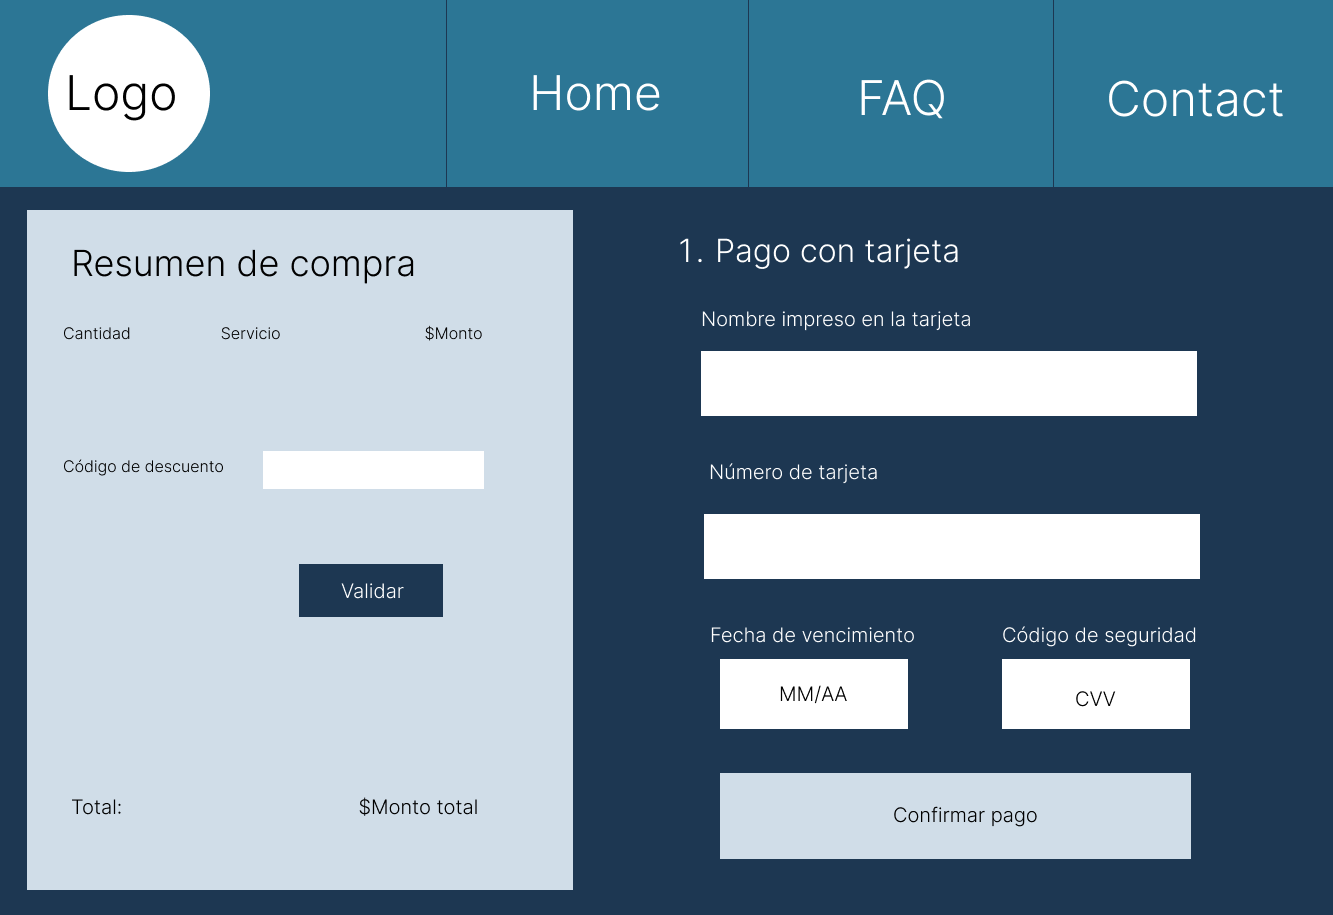 Logo
Home
FAQ
Contact
Resumen de compra
Cantidad Servicio $Monto
Código de descuento
Validar
Total: $Monto total
1. Pago con tarjeta
Nombre impreso en la tarjeta
Número de tarjeta
Fecha de vencimiento
Código de seguridad
MM/AA
CVV
Confirmar pago